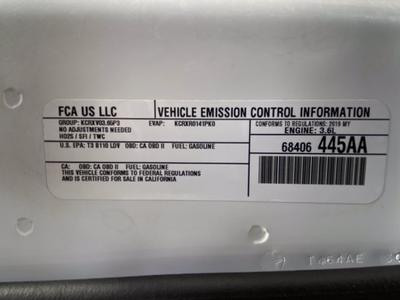 FCA US LLC
VEHICLE EMISSION CONTROL INFORMATION
GROUP: KCRXV03.65P3 EVAP: KCRXR0141PK0 CONFORMS TO REGULATIONS: 2019 MY
NO ADJUSTMENTS NEEDED ENGINE: 3.6L
HO2S / SFI / TWC
68406 445AA
U.S. EPA: T3 B110 LDV OBD: CA OBD II FUEL: GASOLINE
CA: OBD: CA OBD II FUEL: GASOLINE
THIS VEHICLE CONFORMS TO FEDERAL REGULATIONS
AND IS CERTIFIED FOR SALE IN CALIFORNIA